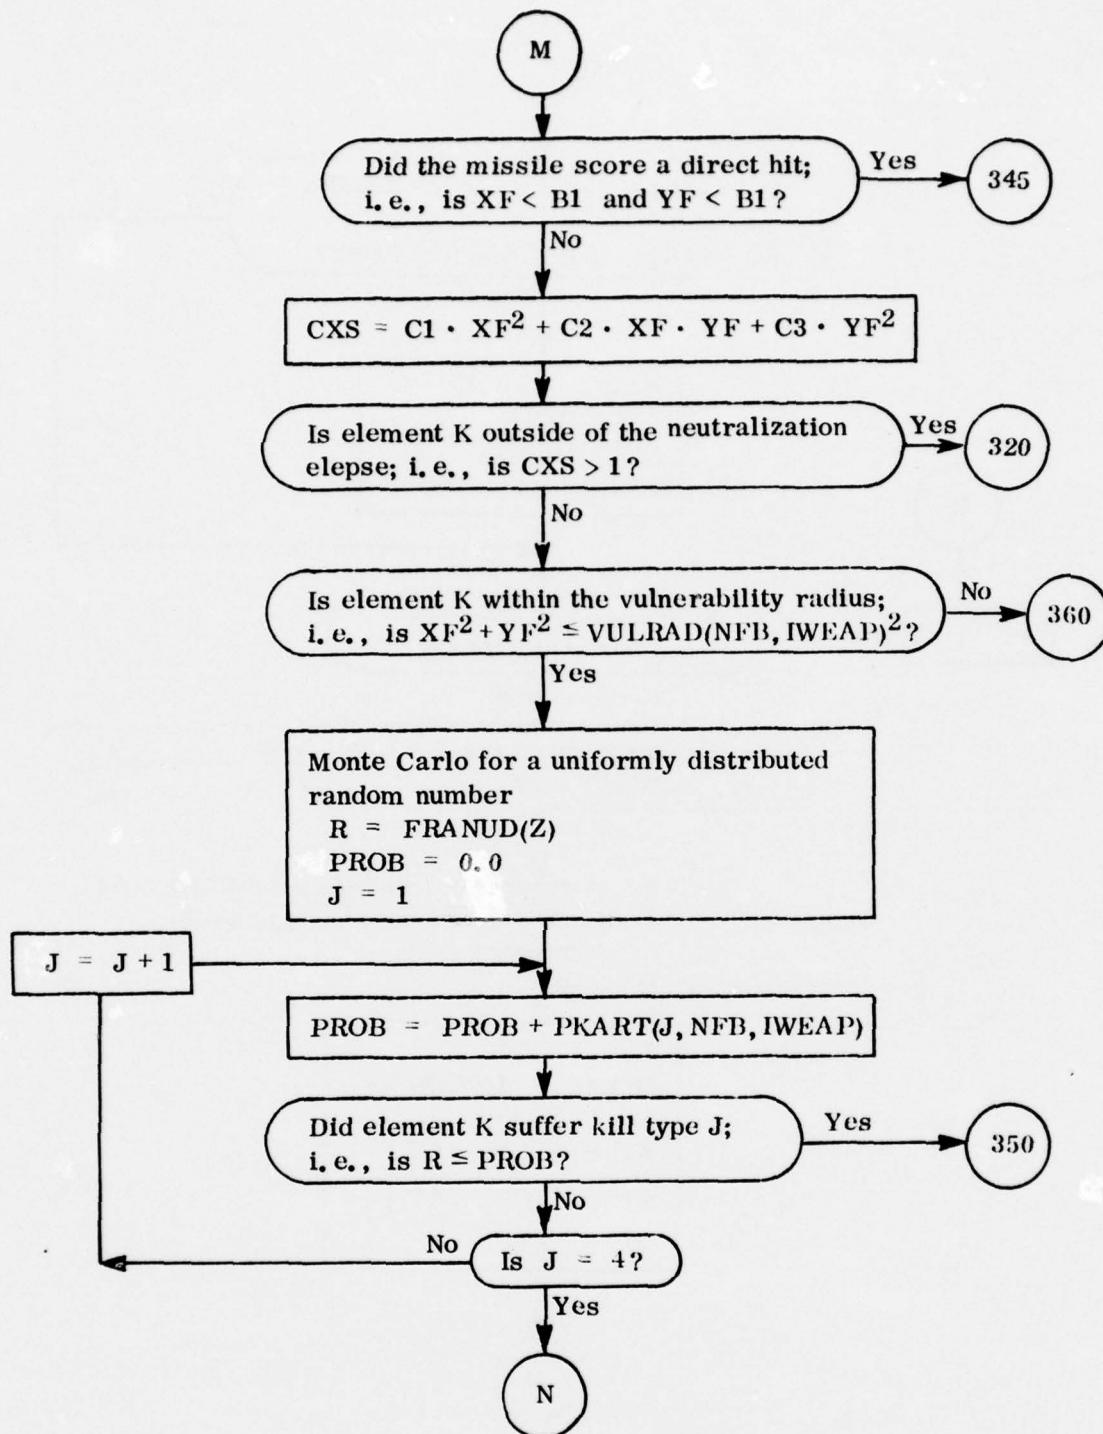 M
Did the missile score a direct hit;
i.e., is XF < B1 and YF < B1?
Yes
345
No
CXS = C1 · XF² + C2 · XF · YF + C3 · YF²
Is element K outside of the neutralization
elepse; i.e., is CXS > 1?
Yes
320
No
Is element K within the vulnerability radius;
i.e., is XF² + YF² ≤ VULRAD(NFB, IWEAP)²?
No
360
Yes
Monte Carlo for a uniformly distributed
random number
R = FRANUD(Z)
PROB = 0.0
J = 1
J = J + 1
PROB = PROB + PKART(J, NFB, IWEAP)
Did element K suffer kill type J;
i.e., is R ≤ PROB?
Yes
350
No
Is J = 4?
No
Yes
N